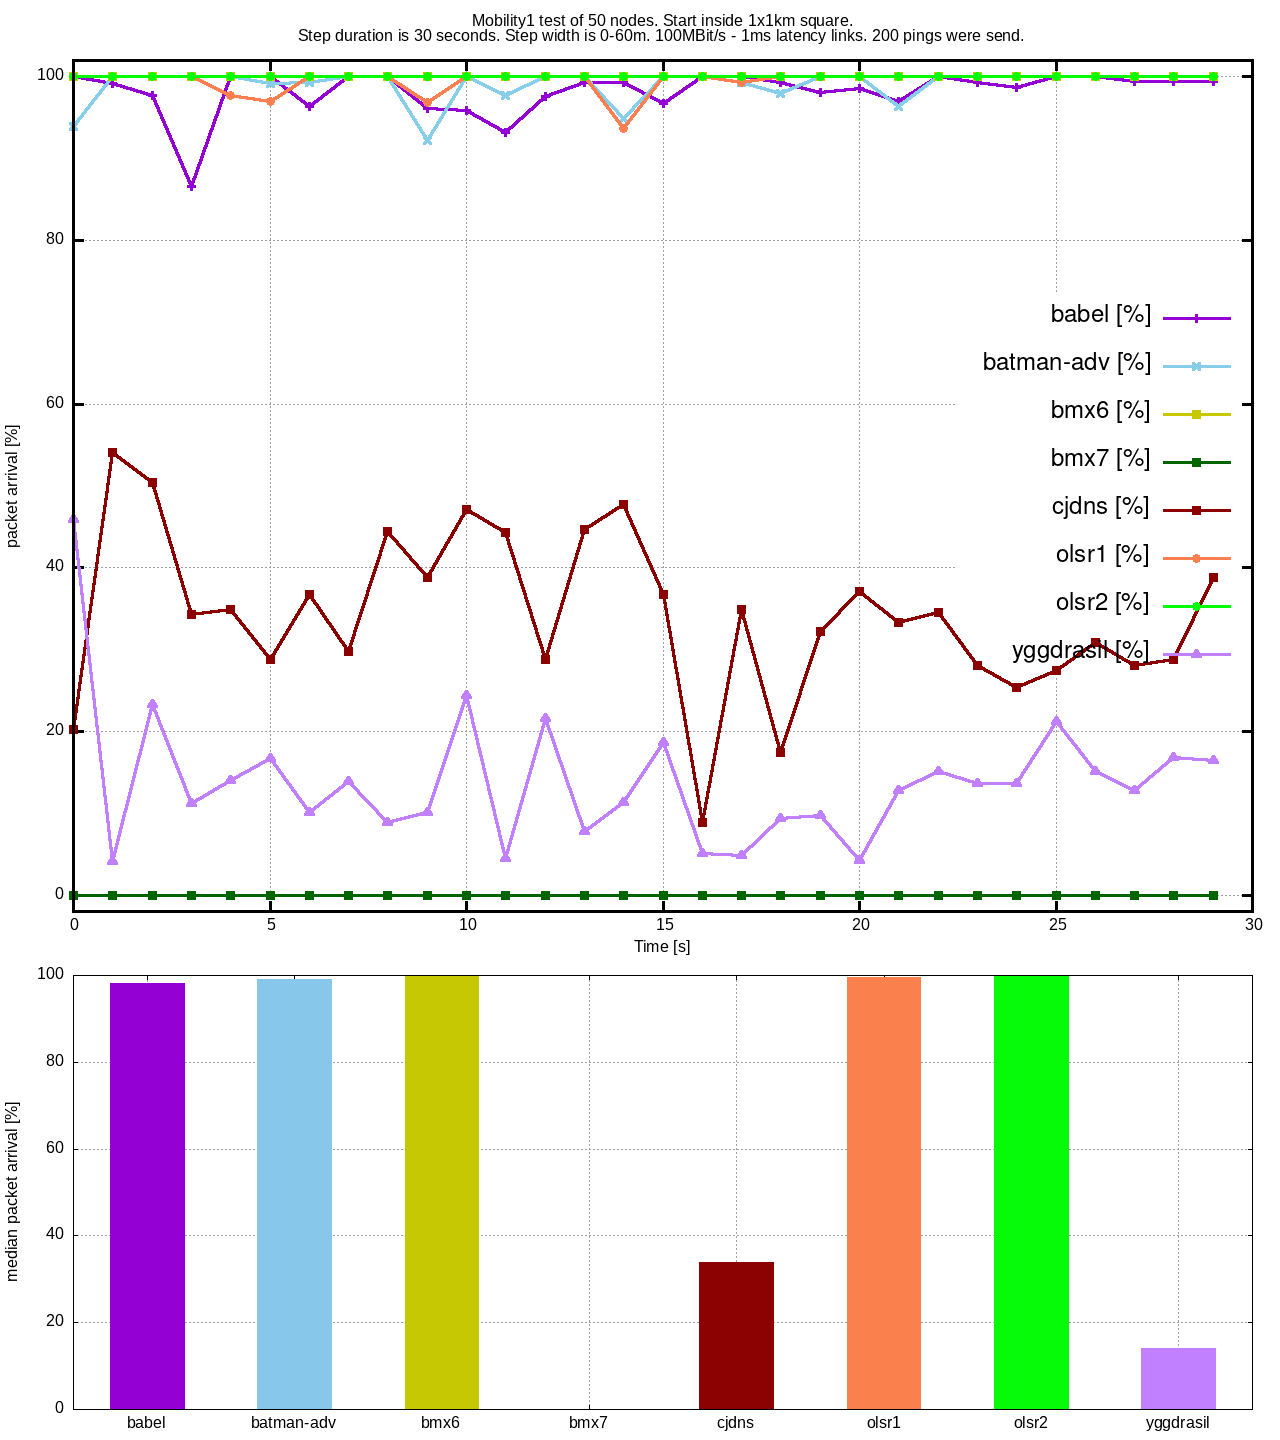 Mobility1 test of 50 nodes. Start inside 1x1km square.
Step duration is 30 seconds. Step width is 0-60m. 100MBit/s - 1ms latency links. 200 pings were send.
100
80
60
40
20
0
packet arrival [%]
babel [%]
batman-adv [%]
bmx6 [%]
bmx7 [%]
cjdns [%]
olsr1 [%]
olsr2 [%]
yggdrasil [%]
0 5 10 15 20 25 30
Time [s]
100
80
60
40
20
0
median packet arrival [%]
babel batman-adv bmx6 bmx7 cjdns olsr1 olsr2 yggdrasil